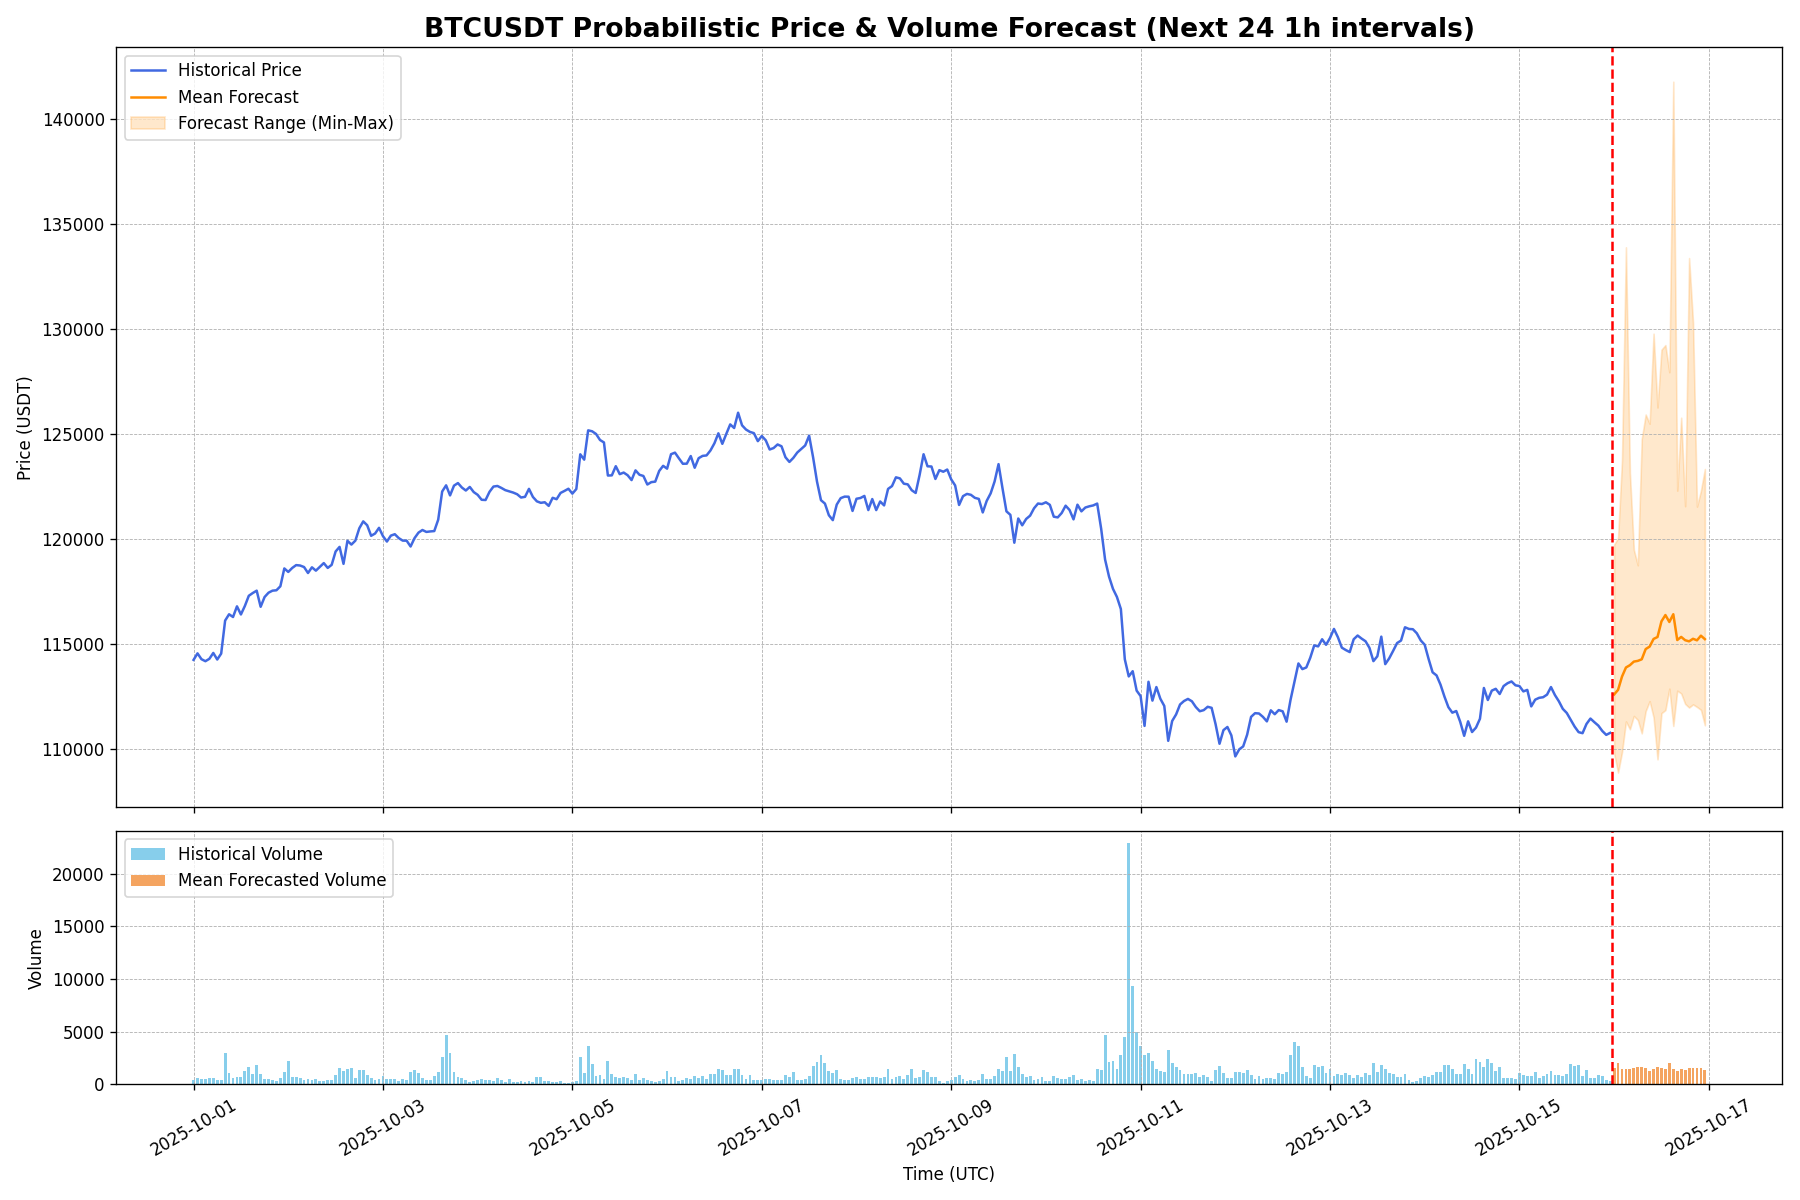 BTCUSDT Probabilistic Price & Volume Forecast (Next 24 1h intervals)
Historical Price
Mean Forecast
Forecast Range (Min-Max)
140000
135000
130000
125000
120000
115000
110000
Price (USDT)
Historical Volume
Mean Forecasted Volume
20000
15000
10000
5000
0
Volume
2025-10-01
2025-10-03
2025-10-05
2025-10-07
2025-10-09
2025-10-11
2025-10-13
2025-10-15
2025-10-17
Time (UTC)